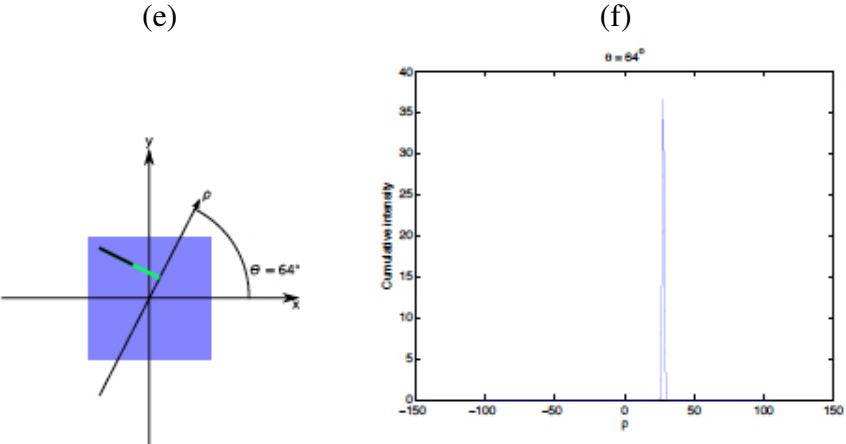 (e)
(f)
y
ρ
θ = 64°
x
θ = 64⁰
Cumulative intensity
40
35
30
25
20
15
10
5
0
−150 −100 −50 0 50 100 150
ρ